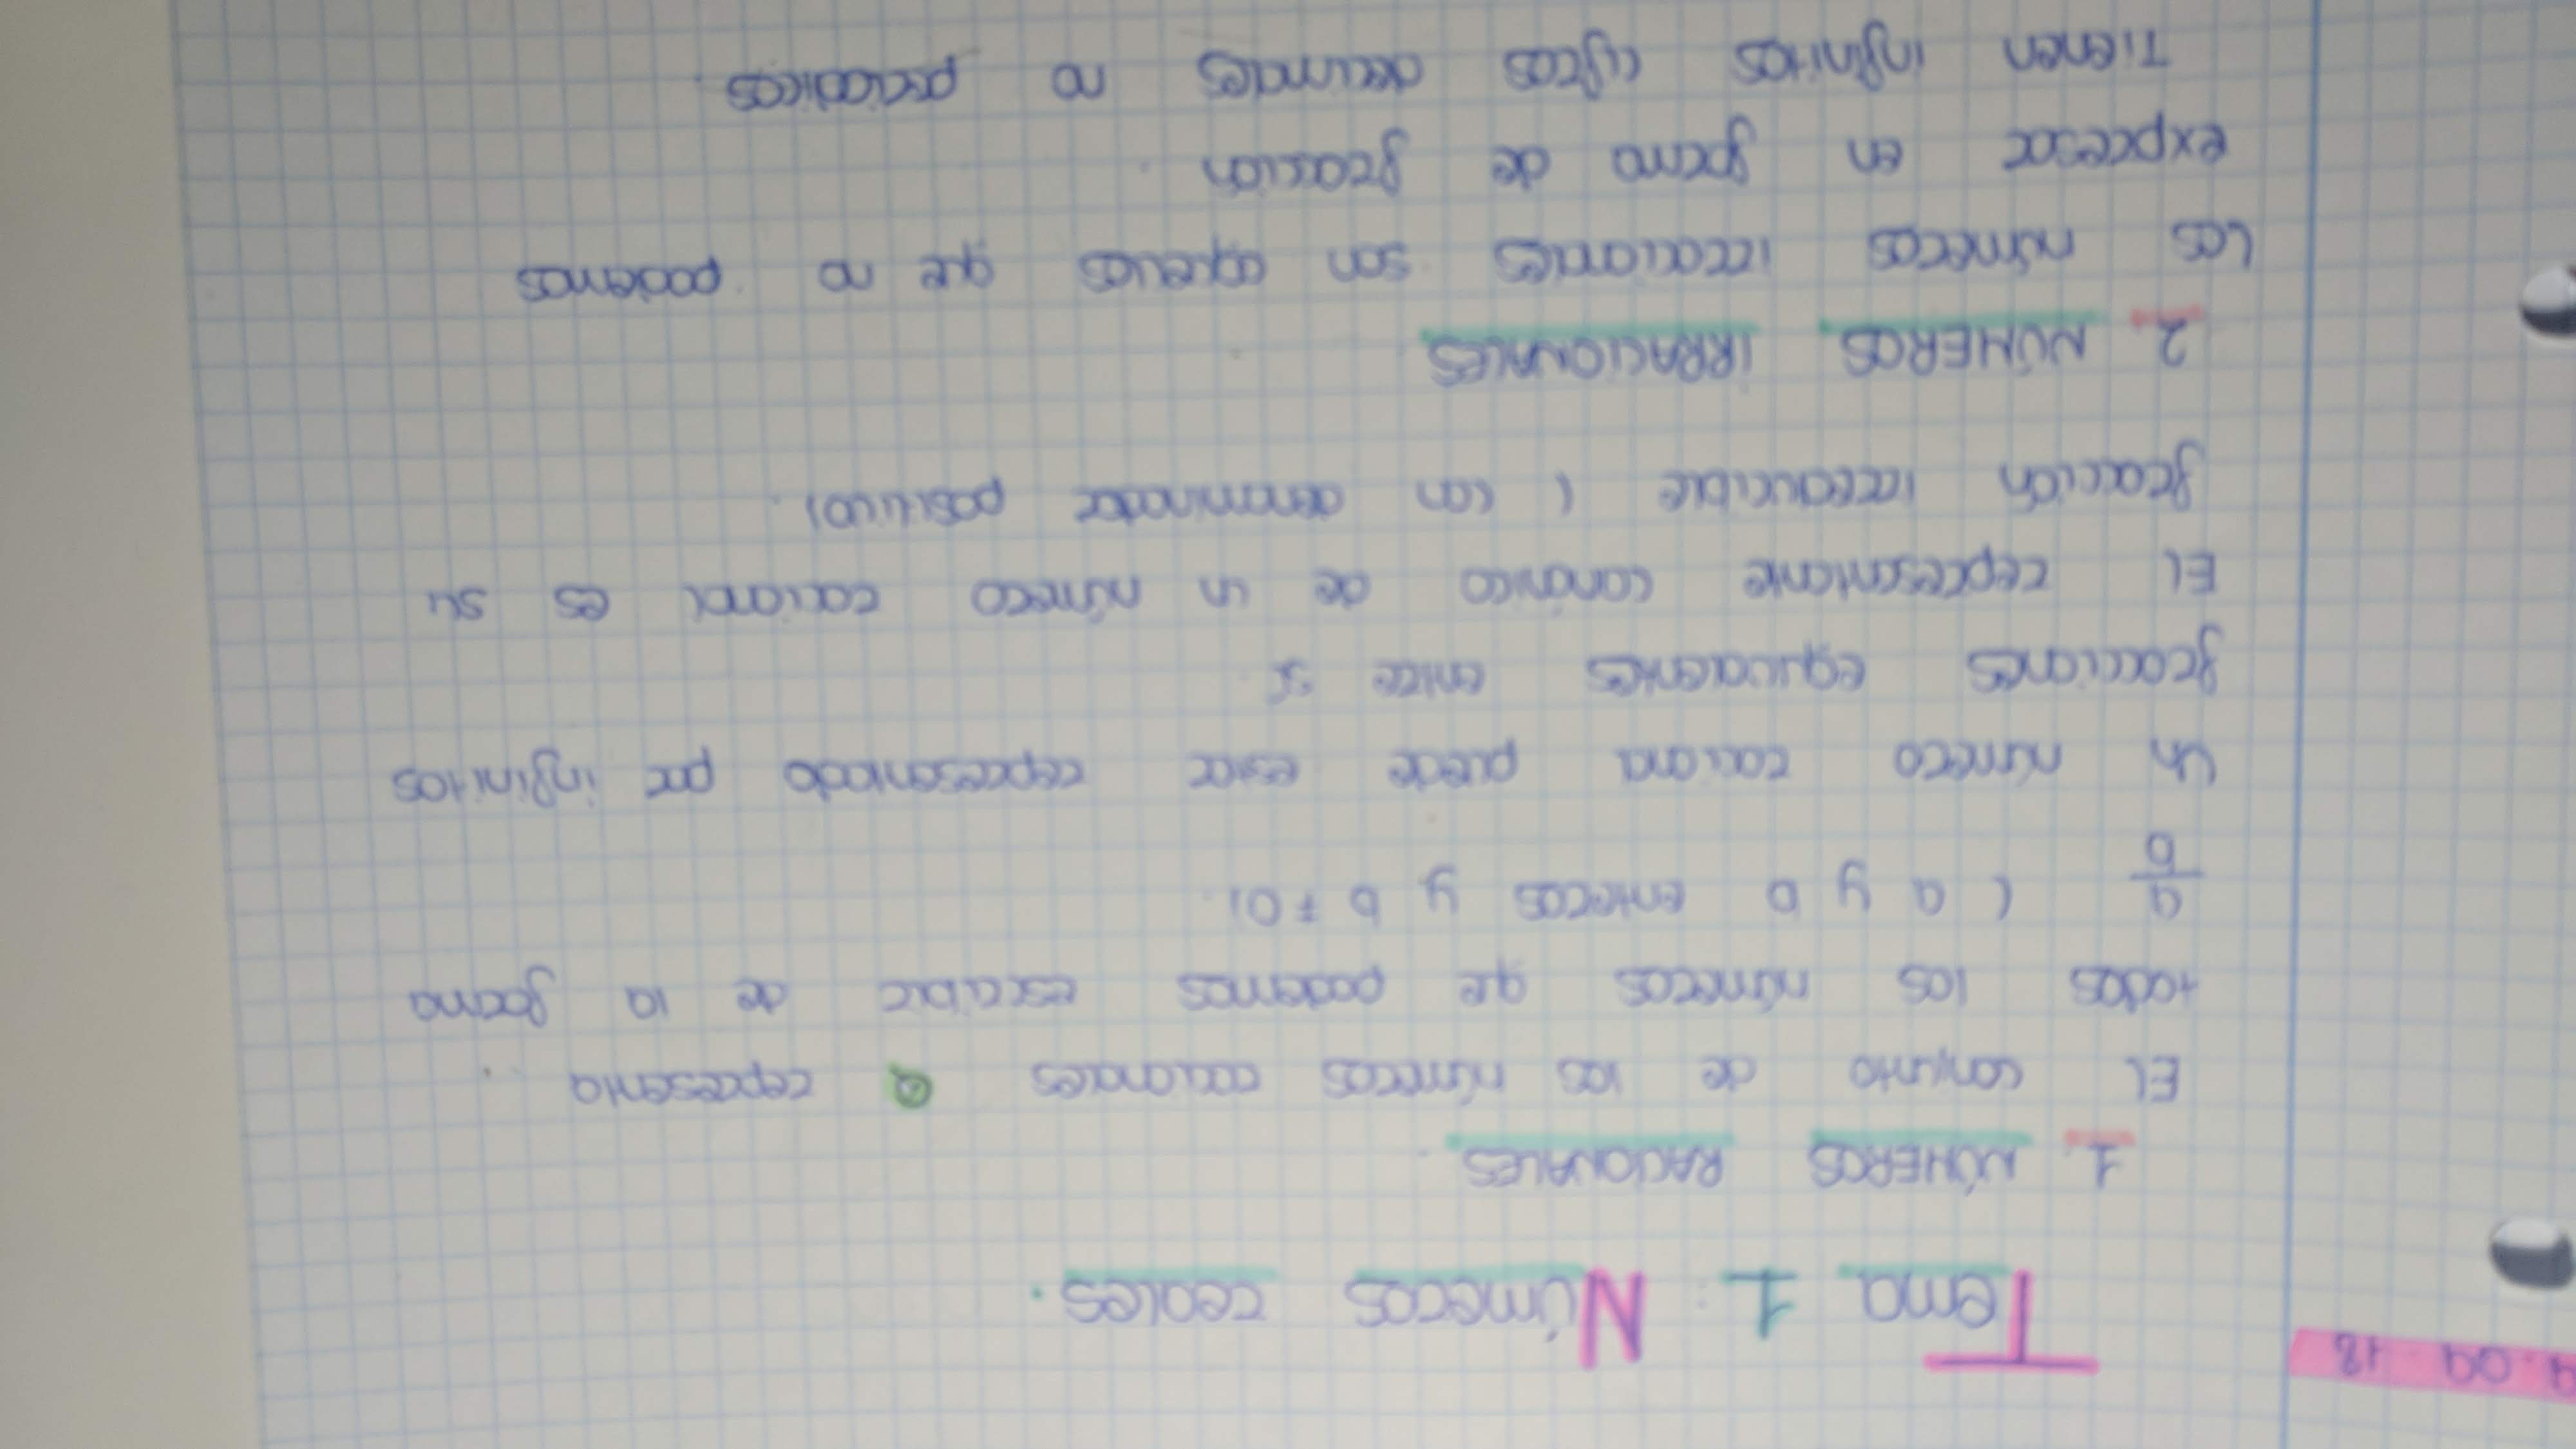 9.09 18
Tema 1: Números reales.
1. NÚMEROS RACIONALES.
El conjunto de los números racionales Q representa
todos los números que podemos escribir de la forma
a/b ( a y b enteros y b ≠ 0).
Un número racional puede estar representado por infinitas
fracciones equivalentes entre sí.
El representante canónico de un número racional es su
fracción irreducible ( con denominador positivo).
2. NÚMEROS IRRACIONALES.
Los números irracionales son aquellos que no podemos
expresar en forma de fracción.
Tienen infinitas cifras decimales no periódicas.